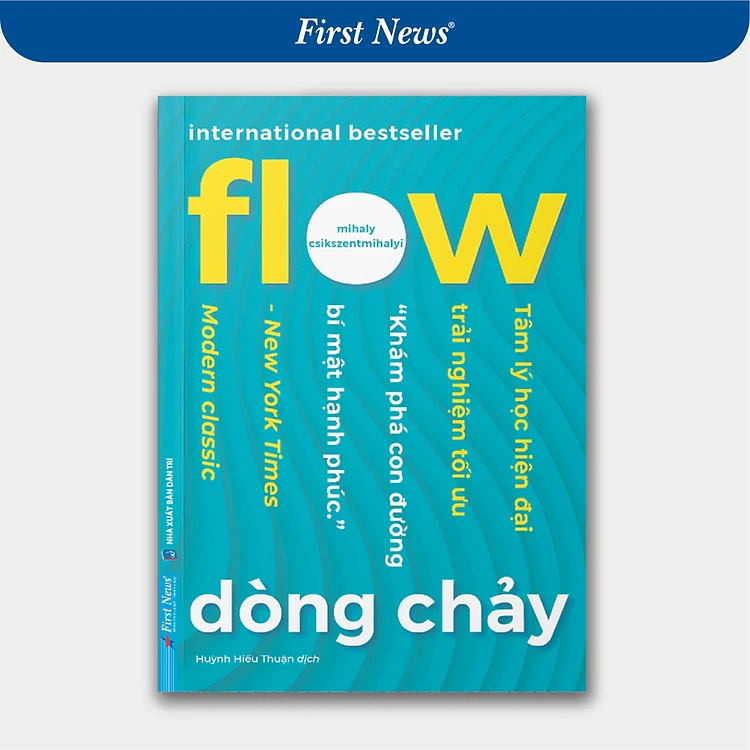 First News®
international bestseller
flow
mihaly
csikszentmihalyi
Tâm lý học hiện đại
trải nghiệm tối ưu
“Khám phá con đường
bí mật hạnh phúc.”
- New York Times
Modern classic
dòng chảy
Huỳnh Hiếu Thuận dịch
NHÀ XUẤT BẢN DÂN TRÍ
First News